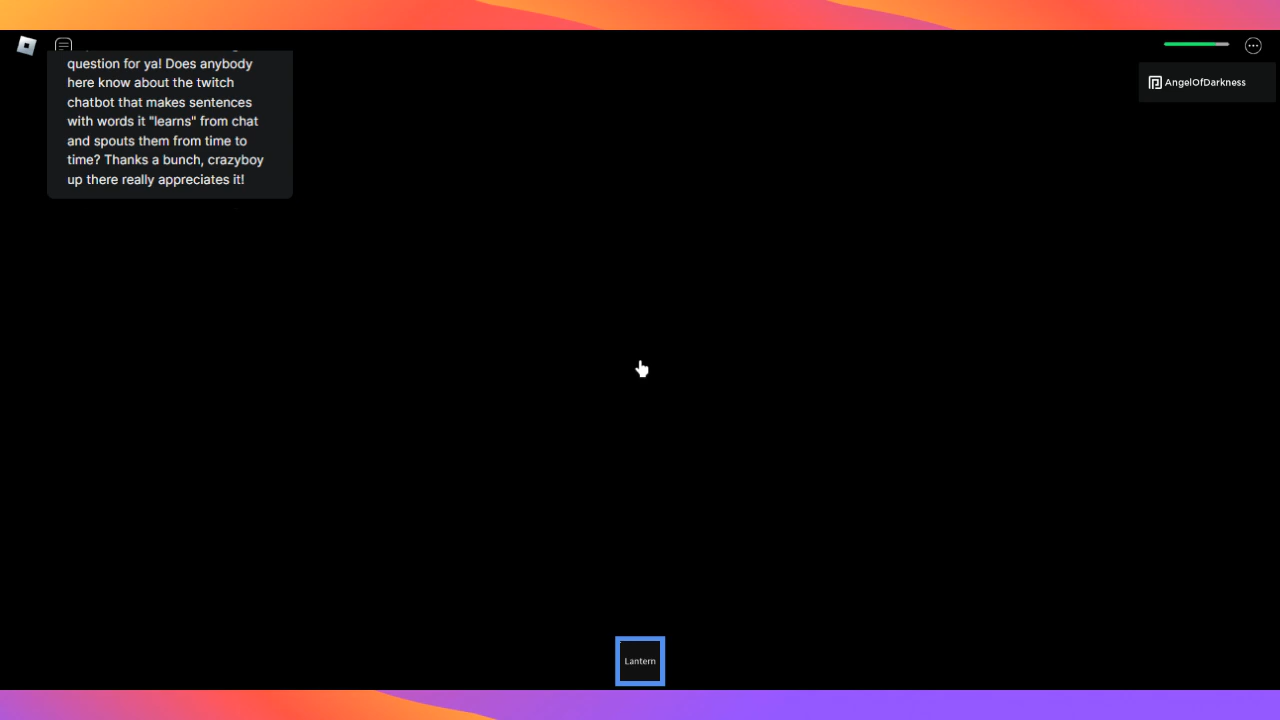 question for ya! Does anybody
here know about the twitch
chatbot that makes sentences
with words it "learns" from chat
and spouts them from time to
time? Thanks a bunch, crazyboy
up there really appreciates it!
AngelOfDarkness
Lantern